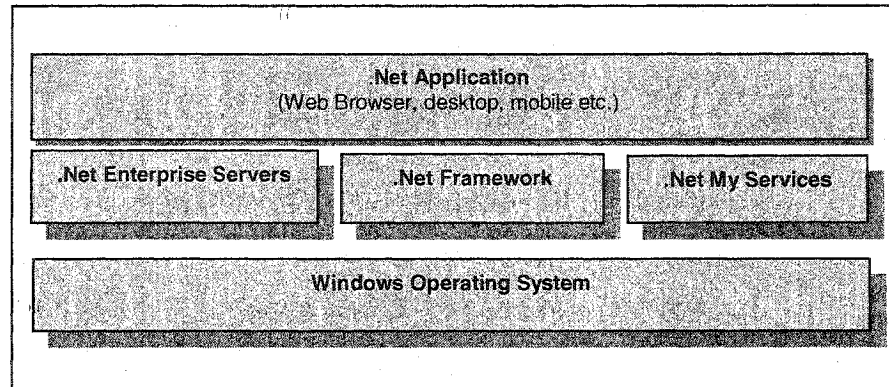 .Net Application
(Web Browser, desktop, mobile etc.)
.Net Enterprise Servers
.Net Framework
.Net My Services
Windows Operating System